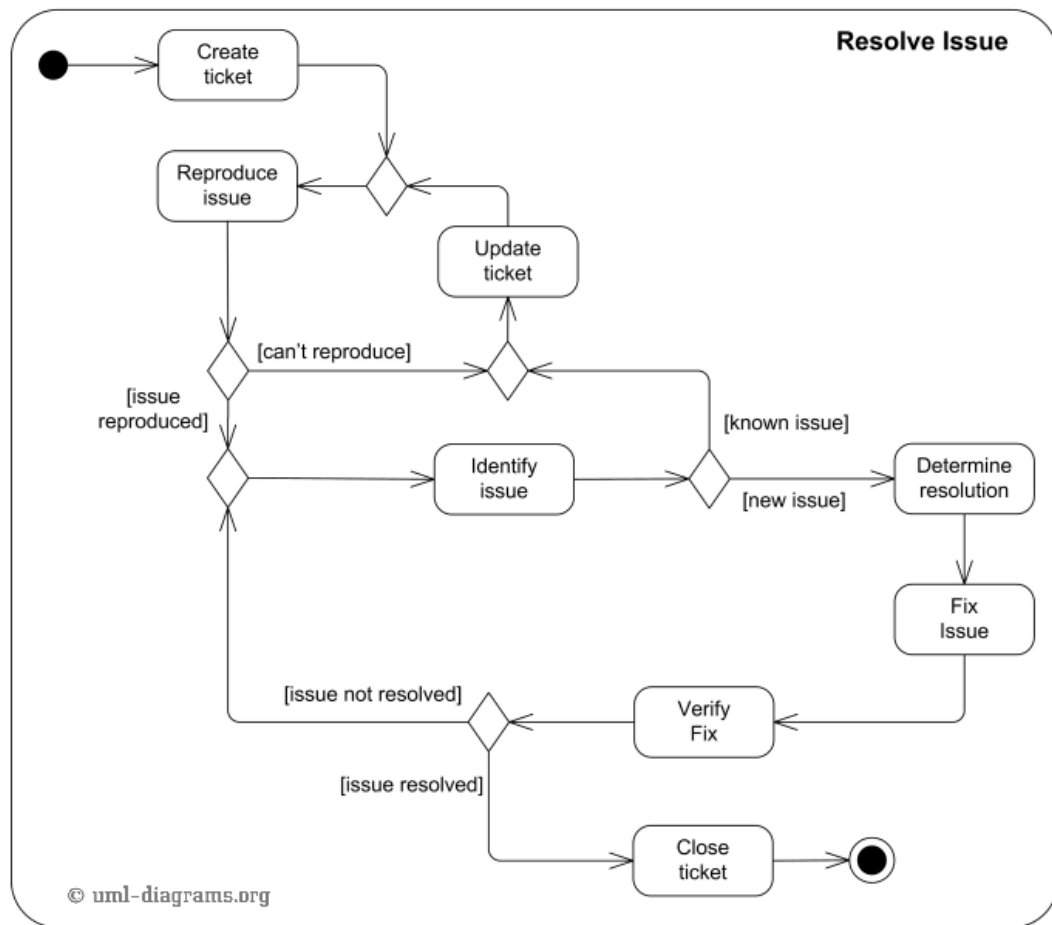 Resolve Issue
Create
ticket
Reproduce
issue
Update
ticket
[can't reproduce]
[issue
reproduced]
[known issue]
Identify
issue
[new issue]
Determine
resolution
Fix
Issue
[issue not resolved]
Verify
Fix
[issue resolved]
Close
ticket
© uml-diagrams.org